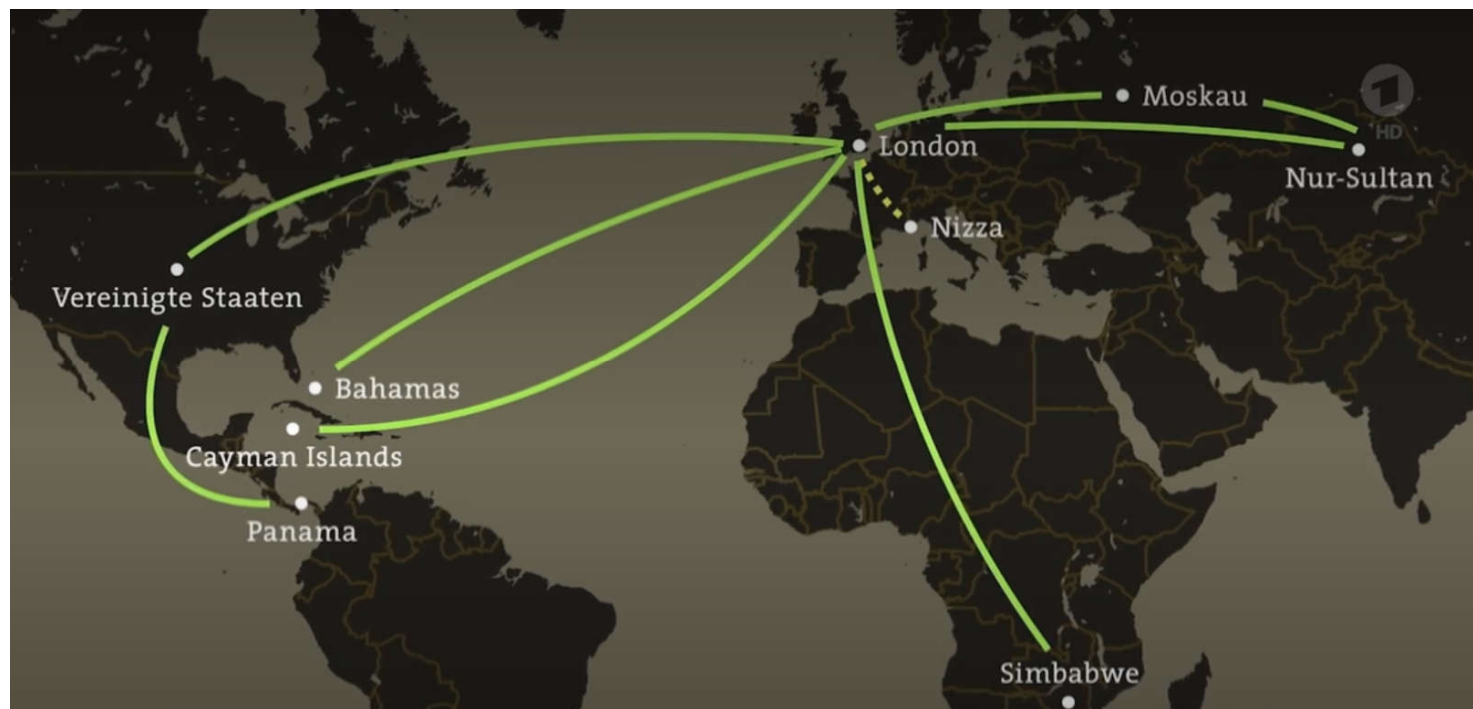 Moskau
HD
London
Nur-Sultan
Nizza
Vereinigte Staaten
Bahamas
Cayman Islands
Panama
Simbabwe